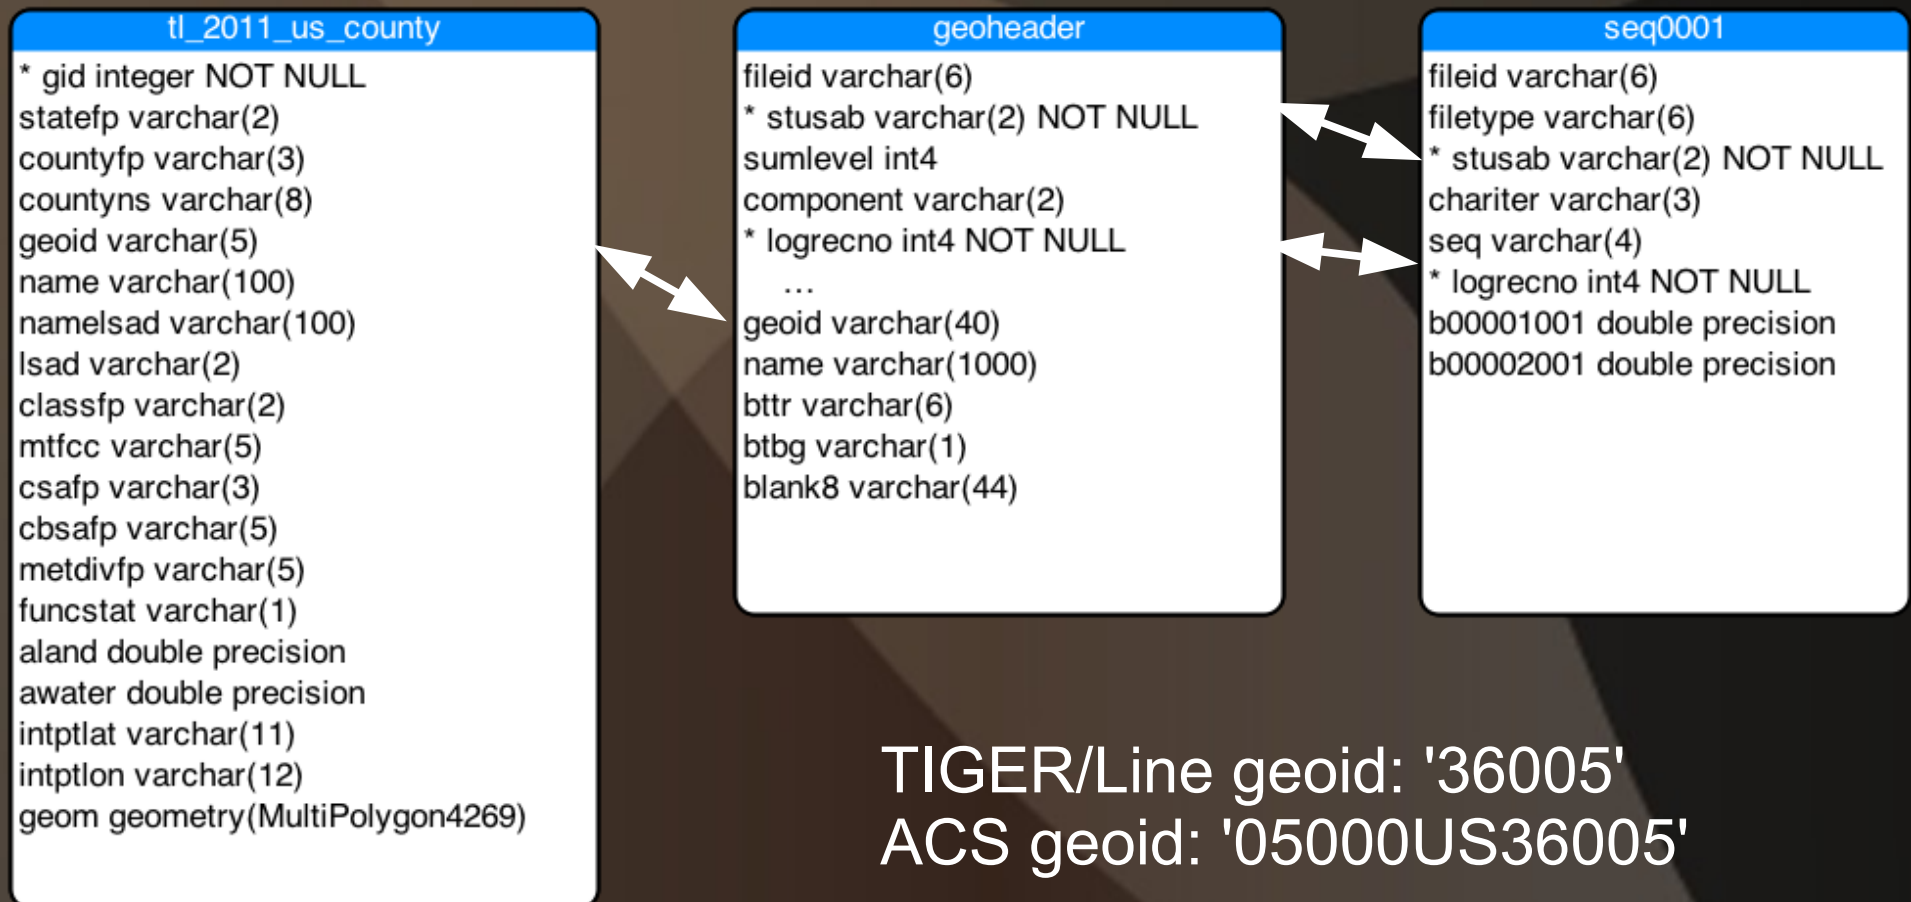 tl_2011_us_county
* gid integer NOT NULL
statefp varchar(2)
countyfp varchar(3)
countyns varchar(8)
geoid varchar(5)
name varchar(100)
namelsad varchar(100)
lsad varchar(2)
classfp varchar(2)
mtfcc varchar(5)
csafp varchar(3)
cbsafp varchar(5)
metdivfp varchar(5)
funcstat varchar(1)
aland double precision
awater double precision
intptlat varchar(11)
intptlon varchar(12)
geom geometry(MultiPolygon4269)
geoheader
fileid varchar(6)
* stusab varchar(2) NOT NULL
sumlevel int4
component varchar(2)
* logrecno int4 NOT NULL
…
geoid varchar(40)
name varchar(1000)
bttr varchar(6)
btbg varchar(1)
blank8 varchar(44)
seq0001
fileid varchar(6)
filetype varchar(6)
* stusab varchar(2) NOT NULL
chariter varchar(3)
seq varchar(4)
* logrecno int4 NOT NULL
b00001001 double precision
b00002001 double precision
TIGER/Line geoid: '36005'
ACS geoid: '05000US36005'